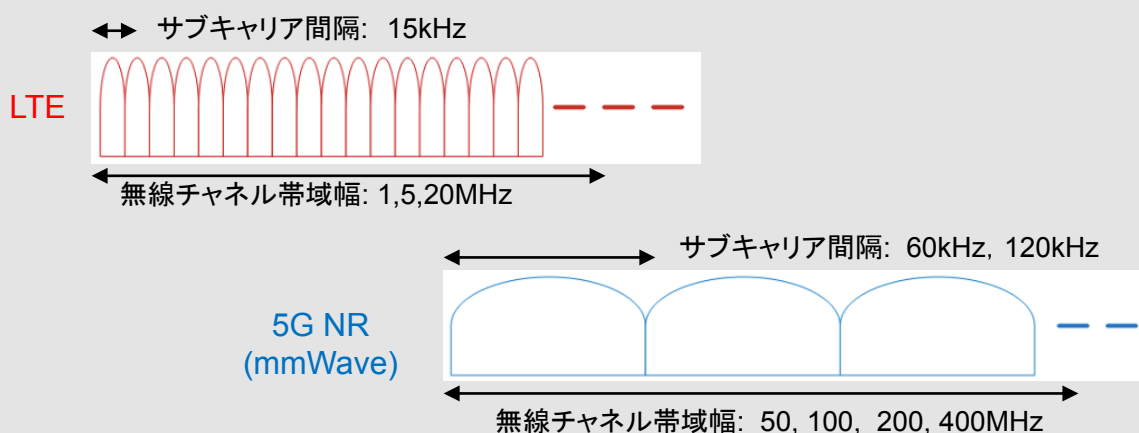 サブキャリア間隔: 15kHz
LTE
無線チャネル帯域幅: 1,5,20MHz
サブキャリア間隔: 60kHz, 120kHz
5G NR
(mmWave)
無線チャネル帯域幅: 50, 100, 200, 400MHz